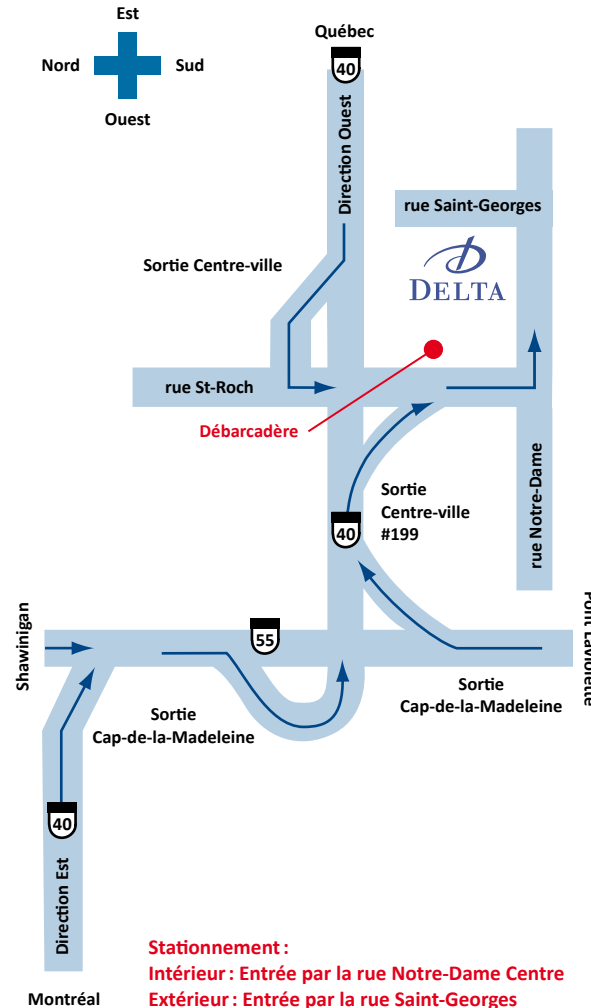 Est
Nord
Sud
Ouest
Québec
40
Direction Ouest
rue Saint-Georges
Sortie Centre-ville
DELTA
rue St-Roch
Débarcadère
Sortie
Centre-ville
#199
rue Notre-Dame
40
55
Shawinigan
Pont Laviolette
Sortie
Cap-de-la-Madeleine
Sortie
Cap-de-la-Madeleine
40
Direction Est
Montréal
Stationnement :
Intérieur : Entrée par la rue Notre-Dame Centre
Extérieur : Entrée par la rue Saint-Georges